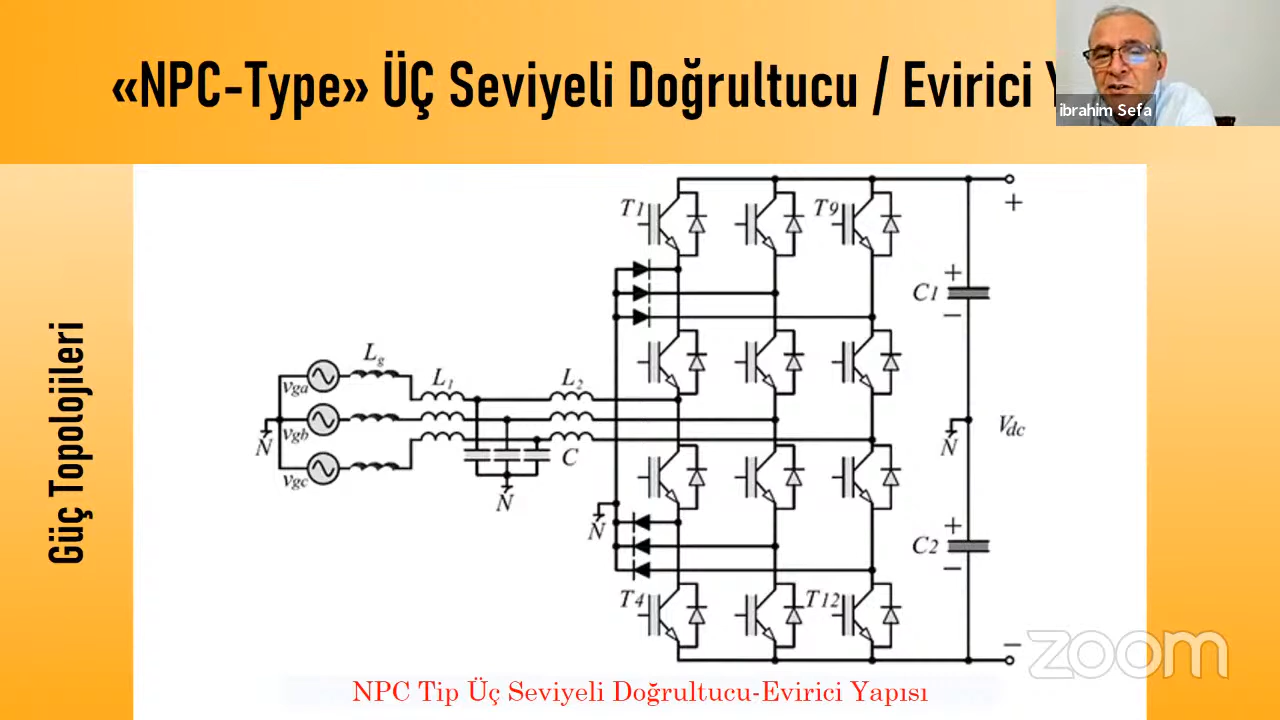 «NPC-Type» ÜÇ Seviyeli Doğrultucu / Evirici Y
ibrahim Sefa
Güç Topolojileri
T1
T9
+
+
C1
−
Lg
L1
L2
vga
vgb
vgc
N
C
N
N
N
Vdc
+
C2
−
T4
T12
−
zoom
NPC Tip Üç Seviyeli Doğrultucu-Evirici Yapısı